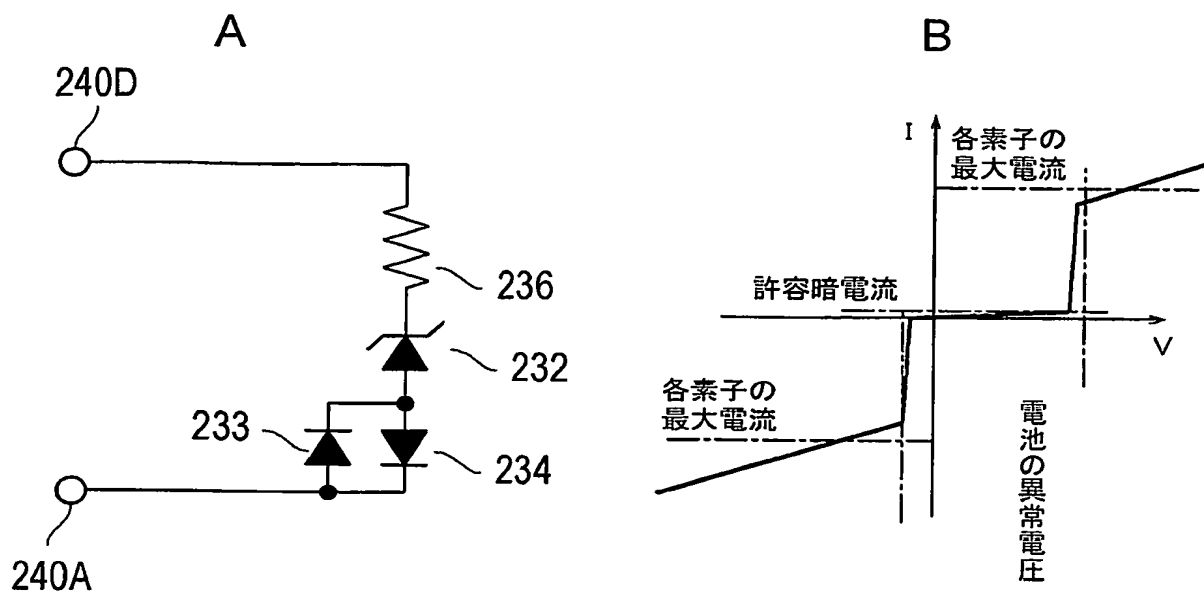 A
240D
236
232
233
234
240A
B
I
各素子の
最大電流
許容暗電流
V
各素子の
最大電流
電池の異常電圧